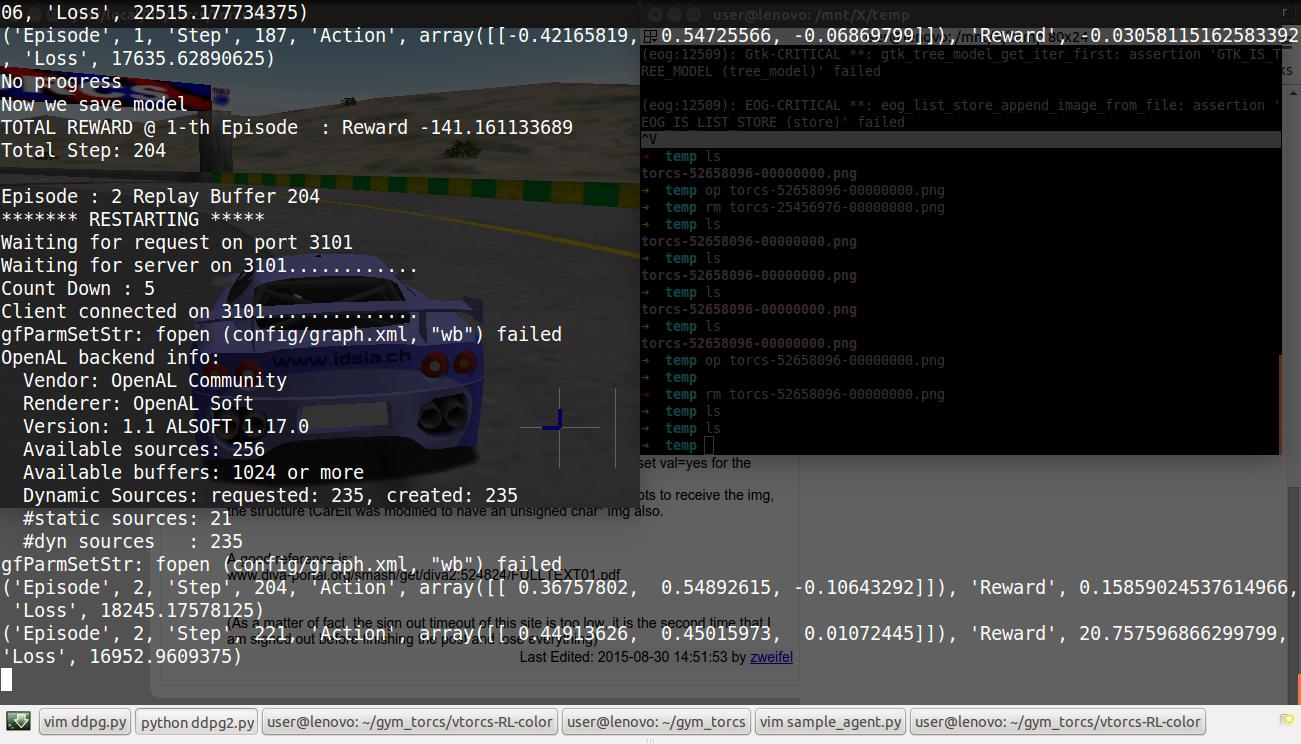 06, 'Loss', 22515.177734375)
('Episode', 1, 'Step', 187, 'Action', array([[-0.42165819,  0.54725566, -0.06869799]]), 'Reward', -0.03058115162583392
, 'Loss', 17635.62890625)
No progress
Now we save model
TOTAL REWARD @ 1-th Episode  : Reward -141.161133689
Total Step: 204
Episode : 2 Replay Buffer 204
******* RESTARTING *****
Waiting for request on port 3101
Waiting for server on 3101............
Count Down : 5
Client connected on 3101..............
gfParmSetStr: fopen (config/graph.xml, "wb") failed
OpenAL backend info:
  Vendor: OpenAL Community
  Renderer: OpenAL Soft
  Version: 1.1 ALSOFT 1.17.0
  Available sources: 256
  Available buffers: 1024 or more
  Dynamic Sources: requested: 235, created: 235
  #static sources: 21
  #dyn sources   : 235
gfParmSetStr: fopen (config/graph.xml, "wb") failed
('Episode', 2, 'Step', 204, 'Action', array([[ 0.36757802,  0.54892615, -0.10643292]]), 'Reward', 0.15859024537614966,
 'Loss', 18245.17578125)
('Episode', 2, 'Step', 221, 'Action', array([[ 0.44913626,  0.45015973,  0.01072445]]), 'Reward', 20.757596866299799,
'Loss', 16952.9609375)
www.idsia.ch
user@lenovo: /mnt/X/temp
(eog:12509): Gtk-CRITICAL **: gtk_tree_model_get_iter_first: assertion 'GTK_IS_T
REE_MODEL (tree_model)' failed
(eog:12509): EOG-CRITICAL **: eog_list_store_append_image_from_file: assertion '
EOG_IS_LIST_STORE (store)' failed
^V
→  temp ls
torcs-52658096-00000000.png
→  temp op torcs-52658096-00000000.png
→  temp rm torcs-25456976-00000000.png
→  temp ls
torcs-52658096-00000000.png
→  temp ls
torcs-52658096-00000000.png
→  temp ls
torcs-52658096-00000000.png
→  temp ls
torcs-52658096-00000000.png
→  temp op torcs-52658096-00000000.png
→  temp
→  temp rm torcs-52658096-00000000.png
→  temp ls
→  temp ls
→  temp
set val=yes for the
ots to receive the img,
the structure tCarElt was modified to have an unsigned char* img also.
A good reference is:
www.diva-portal.org/smash/get/diva2:524824/FULLTEXT01.pdf
(As a matter of fact, the sign out timeout of this site is too low, it is the second time that I
am signed out before finishing the post and lose everything)
Last Edited: 2015-08-30 14:51:53 by zweifel
vim ddpg.py
python ddpg2.py
user@lenovo: ~/gym_torcs/vtorcs-RL-color
user@lenovo: ~/gym_torcs
vim sample_agent.py
user@lenovo: ~/gym_torcs/vtorcs-RL-color